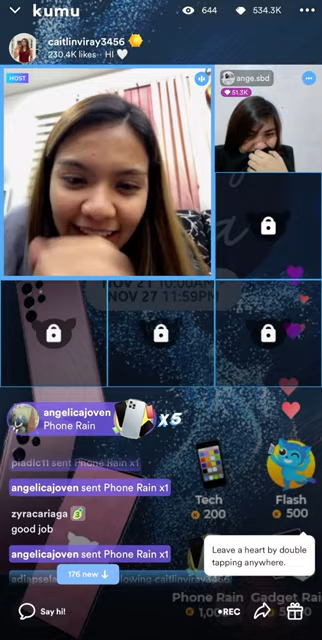 kumu
644
534.3K
caitlinviray3456
230.4K likes · Hi
HOST
ange.sbd
51.3K
NOV 21 10:00AM
NOV 27 11:59PM
angelicajoven
Phone Rain
X5
piadic11 sent Phone Rain x1
angelicajoven sent Phone Rain x1
zyracariaga
good job
angelicajoven sent Phone Rain x1
following caitlinviray3456
176 new
Tech
200
Flash
500
Leave a heart by double
tapping anywhere.
Phone Rain
Gadget Rai
Say hi!
REC